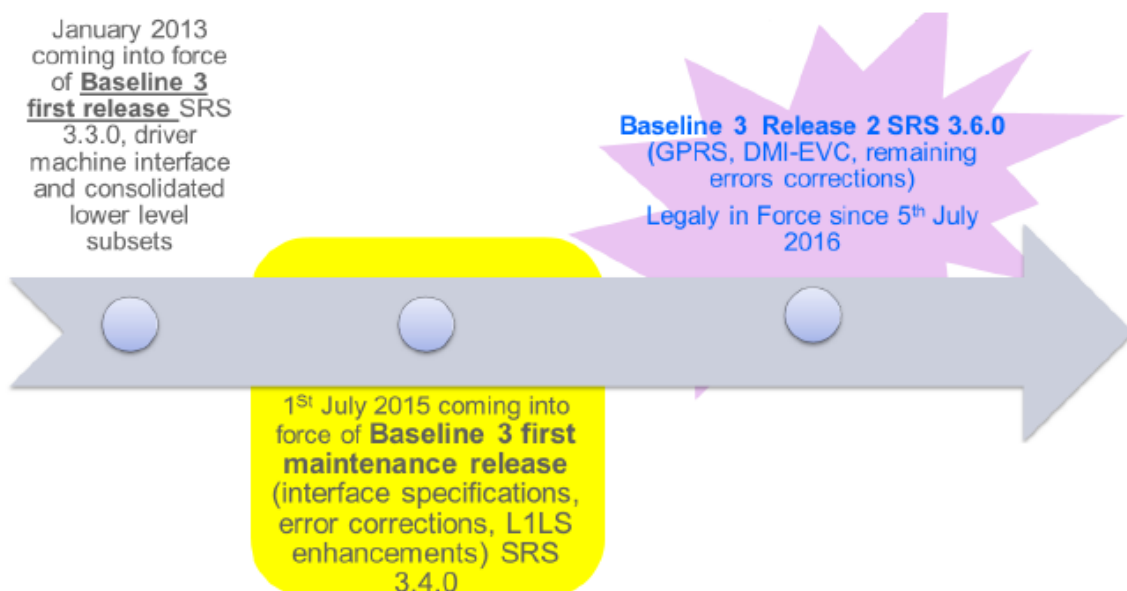 January 2013
coming into force
of Baseline 3
first release SRS
3.3.0, driver
machine interface
and consolidated
lower level
subsets
1St July 2015 coming into
force of Baseline 3 first
maintenance release
(interface specifications,
error corrections, L1LS
enhancements) SRS
3.4.0
Baseline 3 Release 2 SRS 3.6.0
(GPRS, DMI-EVC, remaining
errors corrections)
Legaly in Force since 5th July
2016